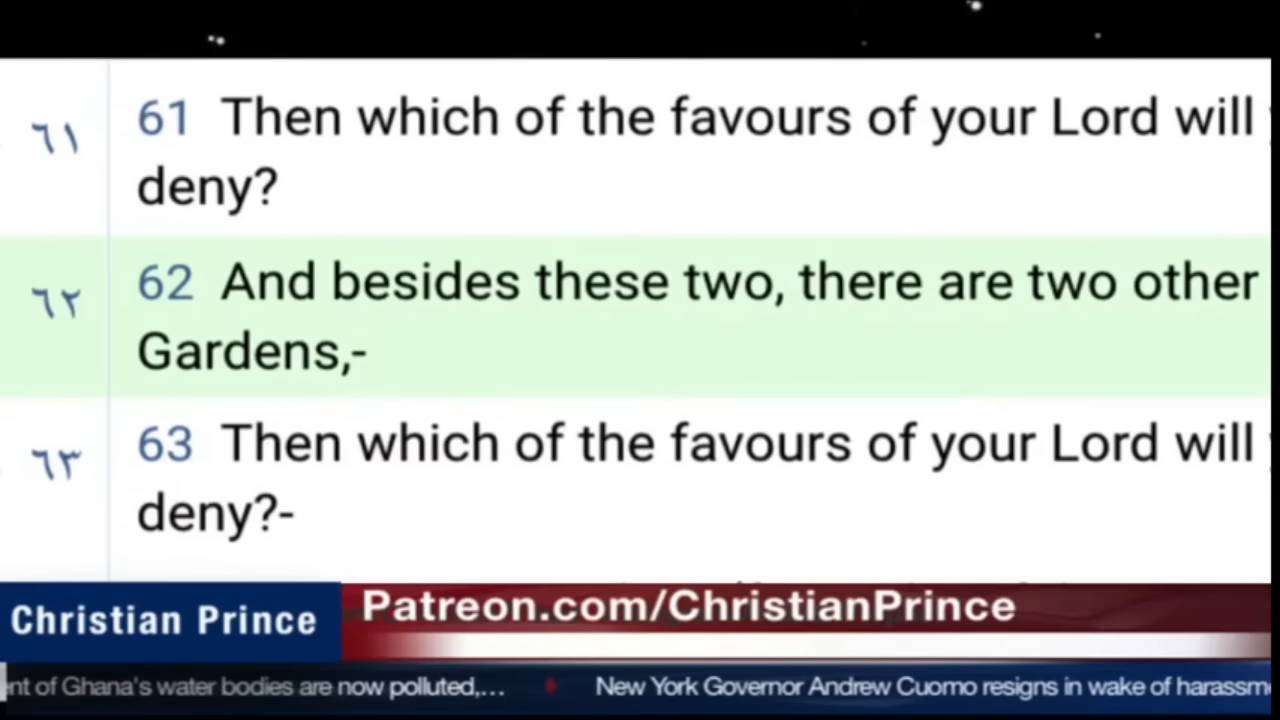 ٦١ 61 Then which of the favours of your Lord will
deny?
٦٢ 62 And besides these two, there are two other
Gardens,-
٦٣ 63 Then which of the favours of your Lord will
deny?-
Christian Prince
Patreon.com/ChristianPrince
nt of Ghana's water bodies are now polluted,... New York Governor Andrew Cuomo resigns in wake of harassm